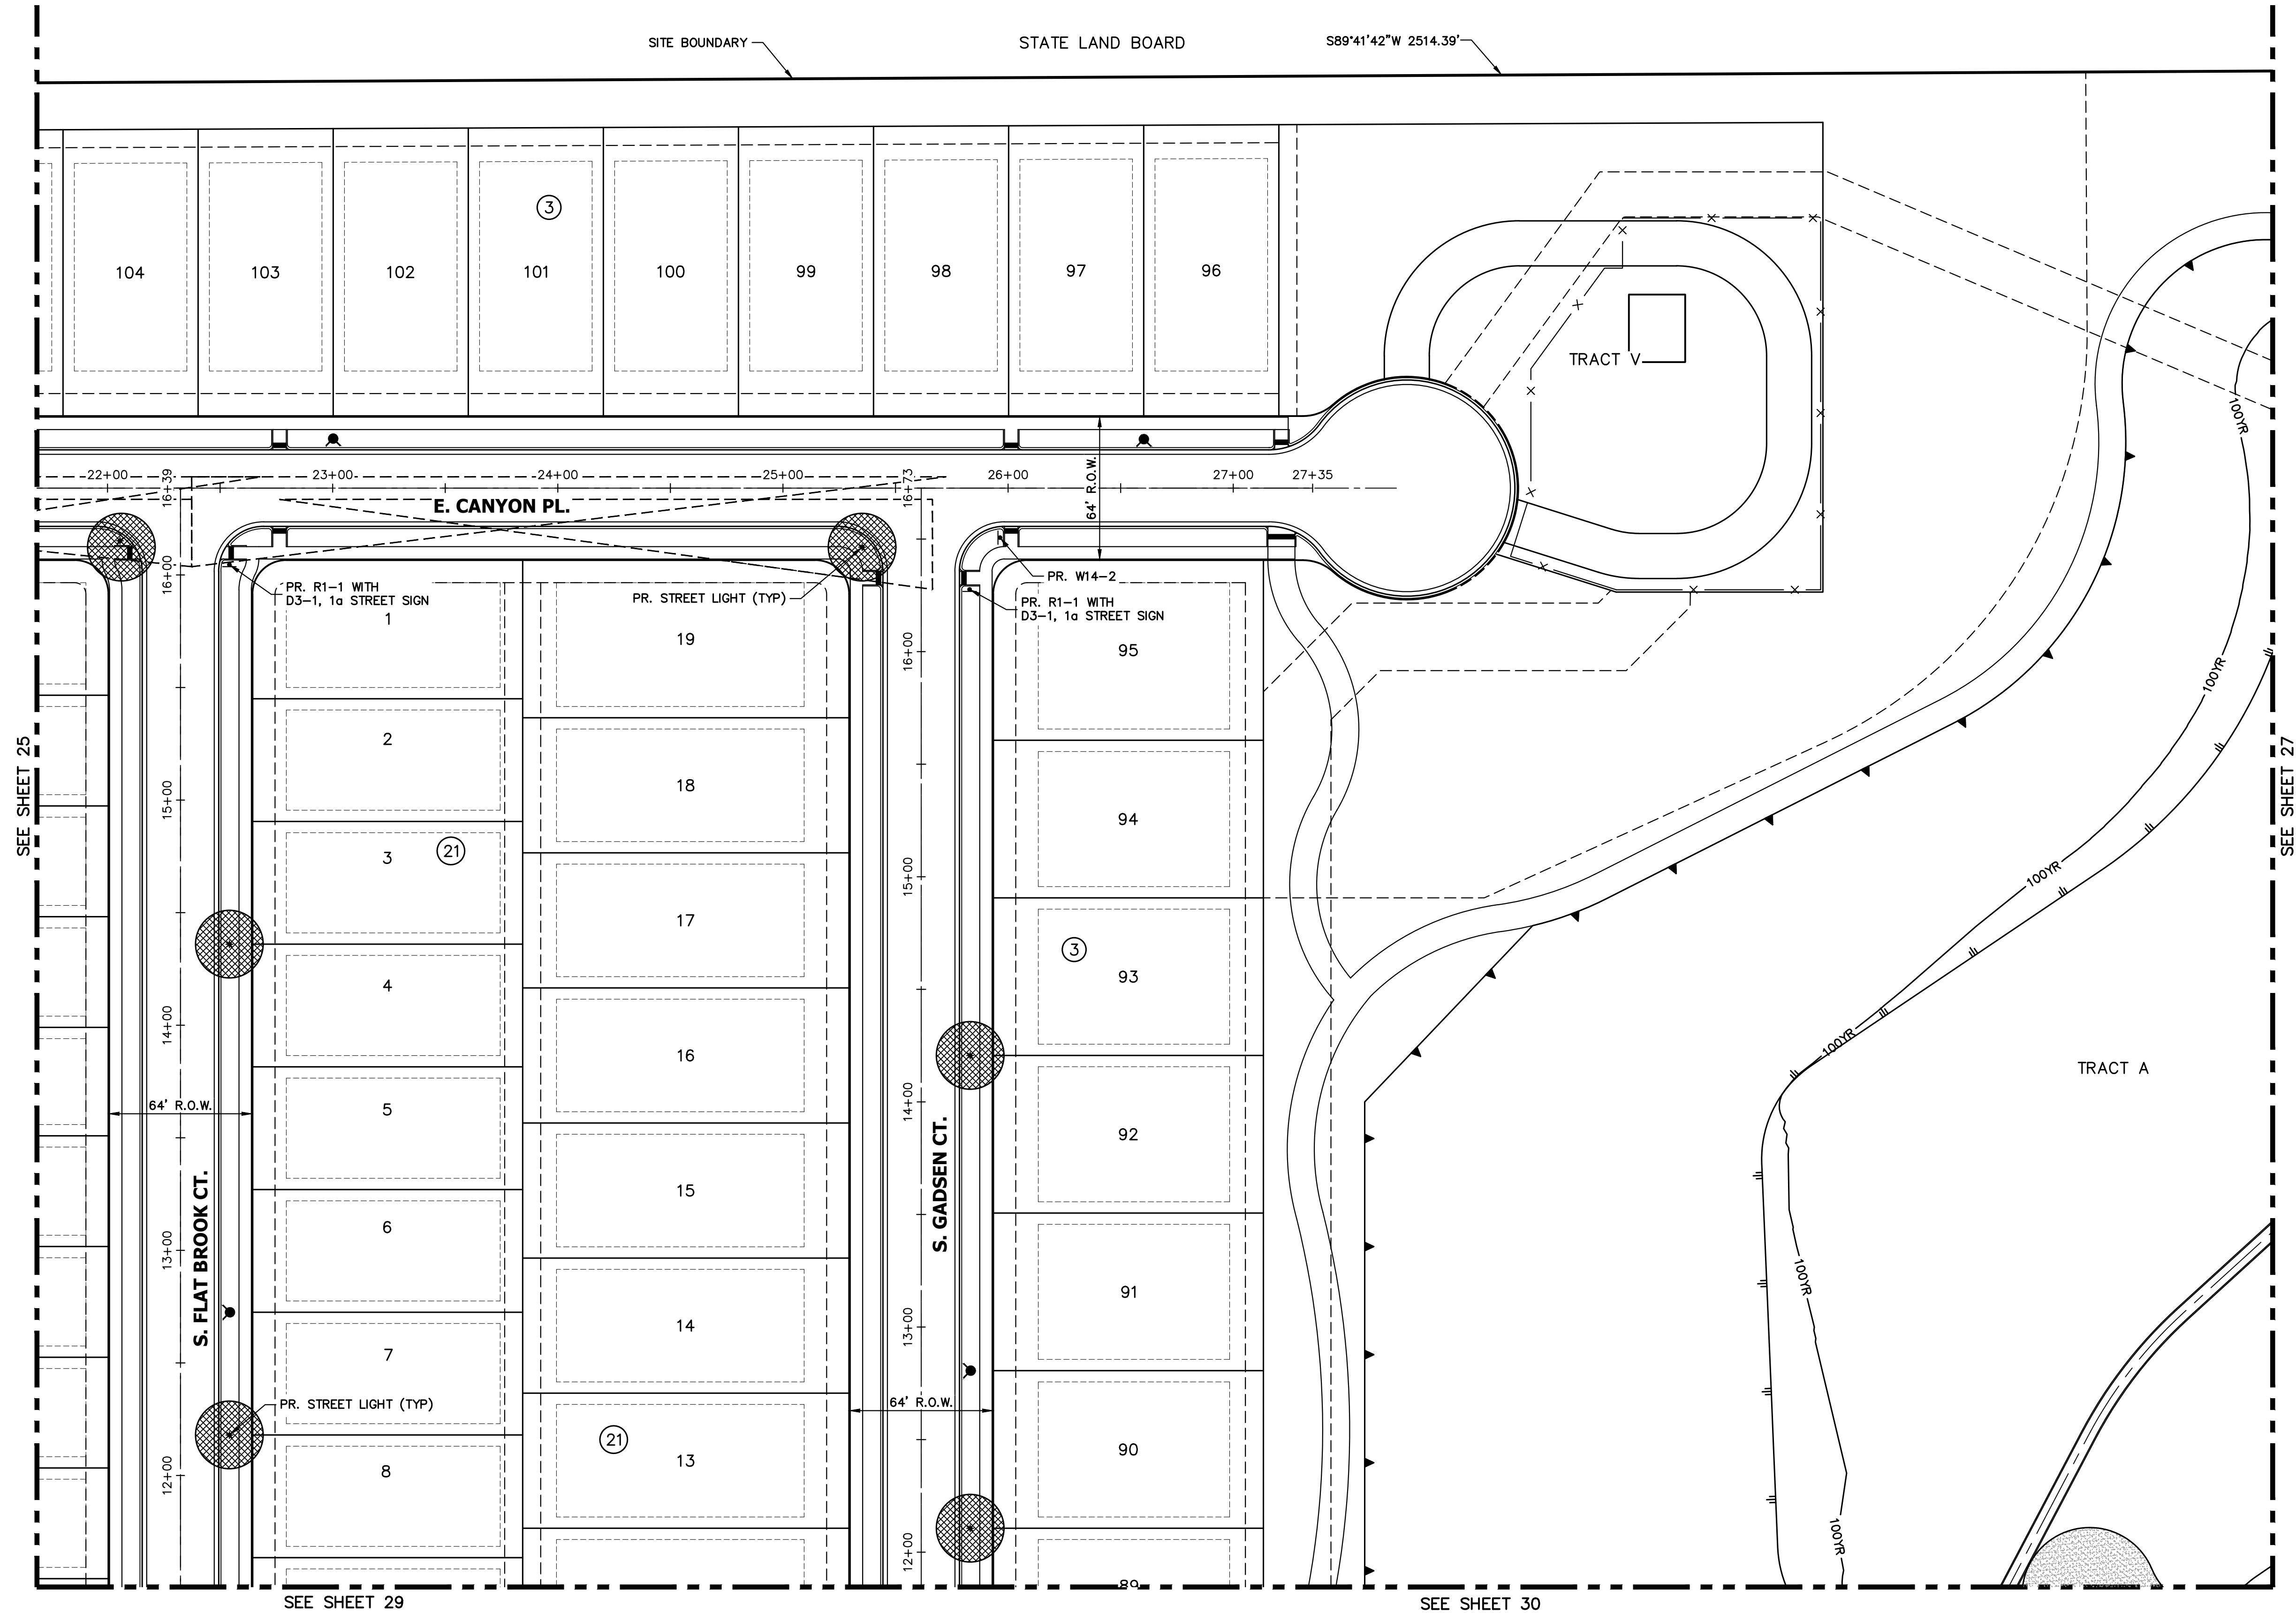 SITE BOUNDARY
STATE LAND BOARD
S89°41'42"W 2514.39'
3
104
103
102
101
100
99
98
97
96
TRACT V
100YR
22+00
23+00
24+00
25+00
26+00
27+00
27+35
16+39
16+73
64' R.O.W.
E. CANYON PL.
16+00
PR. R1-1 WITH
D3-1, 1a STREET SIGN
PR. STREET LIGHT (TYP)
PR. W14-2
PR. R1-1 WITH
D3-1, 1a STREET SIGN
1
19
16+00
95
100YR
SEE SHEET 25
SEE SHEET 27
2
18
15+00
94
3
21
15+00
100YR
17
3
93
4
14+00
16
100YR
TRACT A
5
64' R.O.W.
14+00
92
S. FLAT BROOK CT.
S. GADSEN CT.
15
6
13+00
91
100YR
14
13+00
7
PR. STREET LIGHT (TYP)
64' R.O.W.
21
13
90
8
12+00
12+00
100YR
89
SEE SHEET 29
SEE SHEET 30